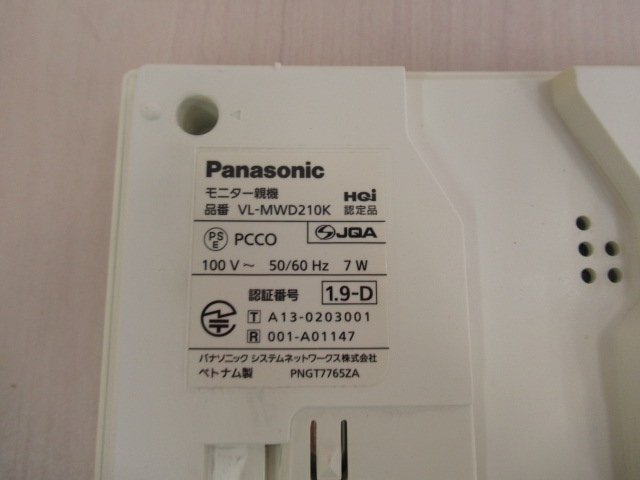 Panasonic
モニター親機
HQi
品番 VL-MWD210K 認定品
PS E PCCO JQA
100 V ~ 50/60 Hz 7 W
認証番号 1.9-D
T A13-0203001
R 001-A01147
パナソニック システムネットワークス株式会社
ベトナム製 PNGT7765ZA